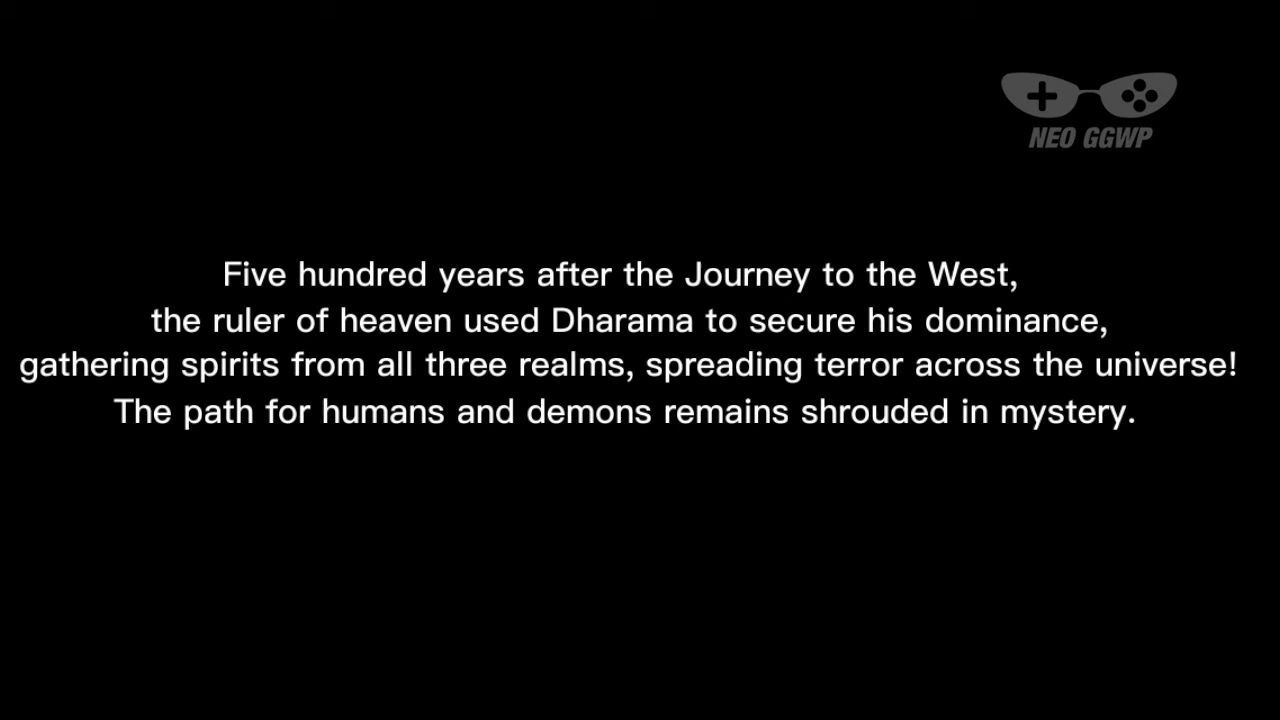 NEO GGWP
Five hundred years after the Journey to the West,
the ruler of heaven used Dharama to secure his dominance,
gathering spirits from all three realms, spreading terror across the universe!
The path for humans and demons remains shrouded in mystery.